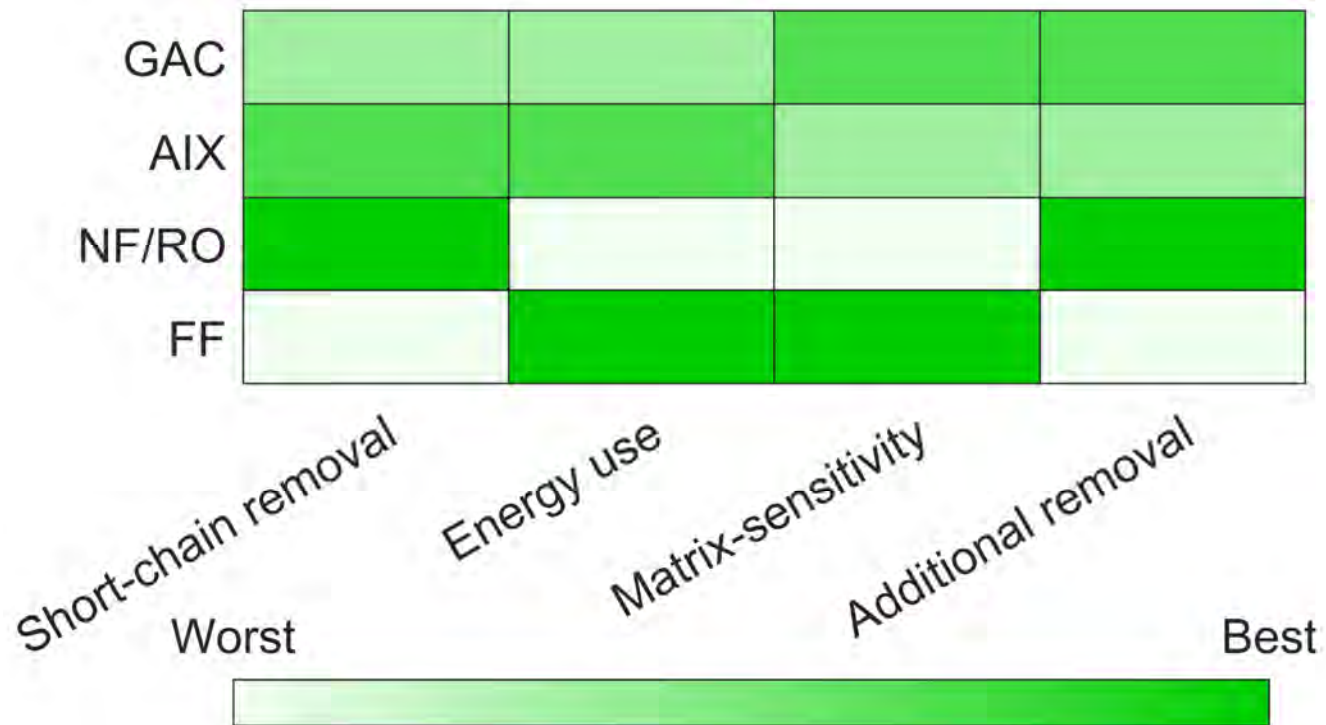 GAC
AIX
NF/RO
FF
Short-chain removal
Energy use
Matrix-sensitivity
Additional removal
Worst
Best